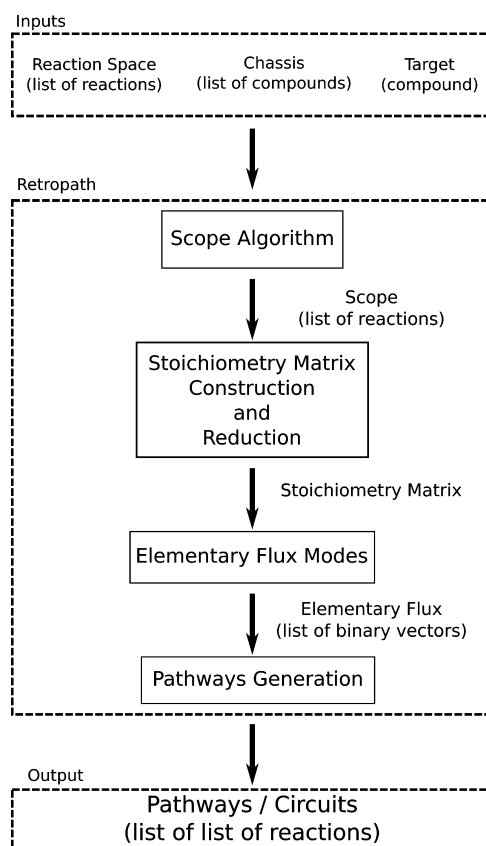 Inputs
Reaction Space
(list of reactions)
Chassis
(list of compounds)
Target
(compound)
Retropath
Scope Algorithm
Scope
(list of reactions)
Stoichiometry Matrix
Construction
and
Reduction
Stoichiometry Matrix
Elementary Flux Modes
Elementary Flux
(list of binary vectors)
Pathways Generation
Output
Pathways / Circuits
(list of list of reactions)